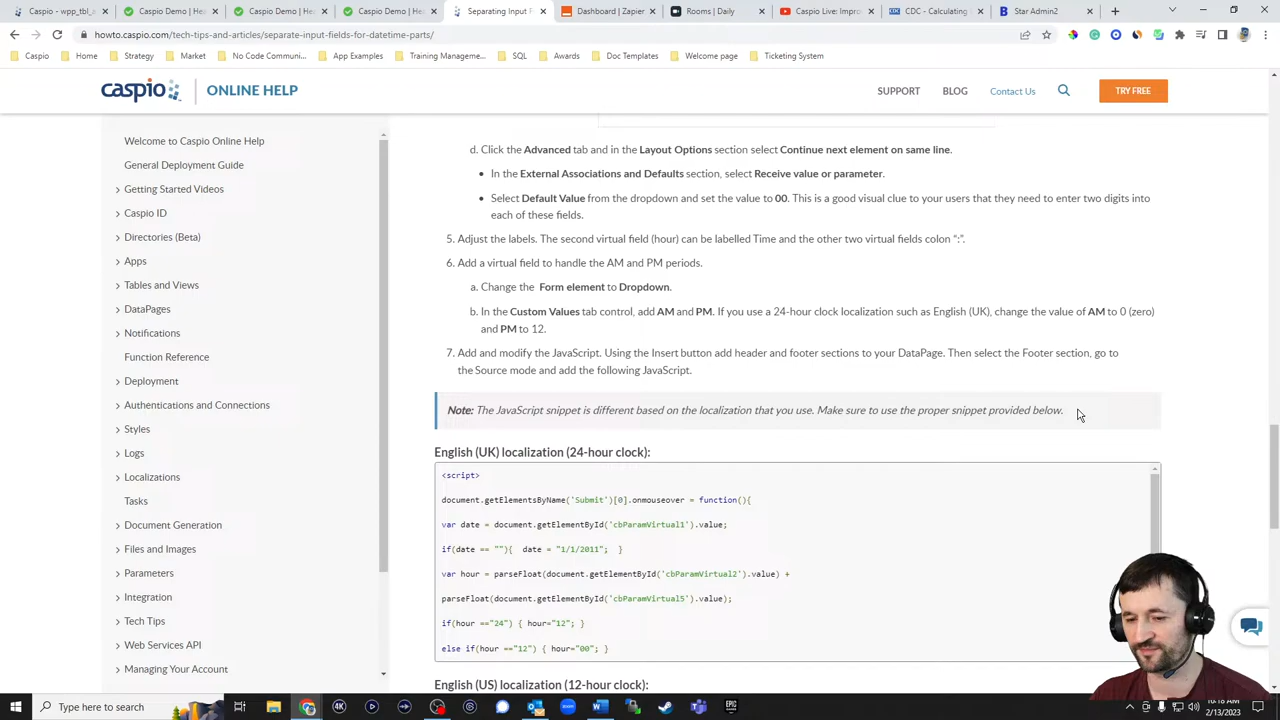 Caspio - wpp_tbl_A
Caspio Demo | He
Caspio Demo | He
Caspio Demo | He
Separating Input F
Dashboard | Zapier
Rooms | Daily
Caspio Live: Impro
CDC - Calculating
Star Admin2
howto.caspio.com/tech-tips-and-articles/separate-input-fields-for-datetime-parts/
Caspio
Home
Strategy
Market
No Code Communi...
App Examples
Training Manageme...
SQL
Awards
Doc Templates
Welcome page
Ticketing System
caspio
ONLINE HELP
SUPPORT
BLOG
Contact Us
TRY FREE
Welcome to Caspio Online Help
General Deployment Guide
Getting Started Videos
Caspio ID
Directories (Beta)
Apps
Tables and Views
DataPages
Notifications
Function Reference
Deployment
Authentications and Connections
Styles
Logs
Localizations
Tasks
Document Generation
Files and Images
Parameters
Integration
Tech Tips
Web Services API
Managing Your Account
d. Click the Advanced tab and in the Layout Options section select Continue next element on same line.
In the External Associations and Defaults section, select Receive value or parameter.
Select Default Value from the dropdown and set the value to 00. This is a good visual clue to your users that they need to enter two digits into
each of these fields.
5. Adjust the labels. The second virtual field (hour) can be labelled Time and the other two virtual fields colon “:”.
6. Add a virtual field to handle the AM and PM periods.
a. Change the Form element to Dropdown.
b. In the Custom Values tab control, add AM and PM. If you use a 24-hour clock localization such as English (UK), change the value of AM to 0 (zero)
and PM to 12.
7. Add and modify the JavaScript. Using the Insert button add header and footer sections to your DataPage. Then select the Footer section, go to
the Source mode and add the following JavaScript.
Note: The JavaScript snippet is different based on the localization that you use. Make sure to use the proper snippet provided below.
English (UK) localization (24-hour clock):
<script>
document.getElementsByName('Submit')[0].onmouseover = function(){
var date = document.getElementById('cbParamVirtual1').value;
if(date == ""){ date = "1/1/2011"; }
var hour = parseFloat(document.getElementById('cbParamVirtual2').value) +
parseFloat(document.getElementById('cbParamVirtual5').value);
if(hour =="24") { hour="12"; }
else if(hour =="12") { hour="00"; }
English (US) localization (12-hour clock):
Type here to search
4K
EPIC
10:18 AM
2/13/2023